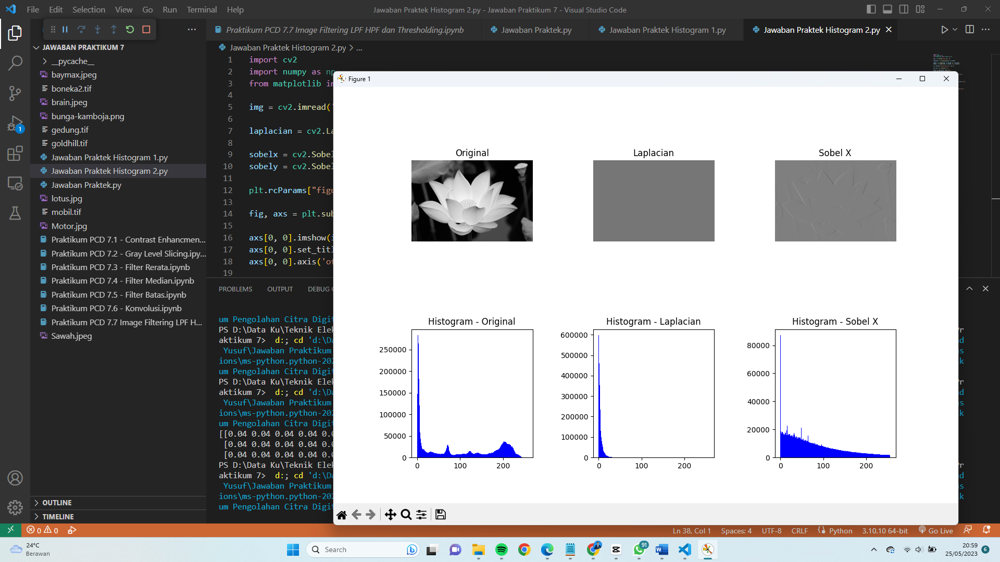 File Edit Selection View Go Run Terminal Help
Jawaban Praktek Histogram 2.py - Jawaban Praktikum 7 - Visual Studio Code
Praktikum PCD 7.7 Image Filtering LPF HPF dan Thresholding.ipynb
Jawaban Praktek.py
Jawaban Praktek Histogram 1.py
Jawaban Praktek Histogram 2.py
JAWABAN PRAKTIKUM 7
__pycache__
baymax.jpeg
boneka2.tif
brain.jpeg
bunga-kamboja.png
gedung.tif
goldhill.tif
Jawaban Praktek Histogram 1.py
Jawaban Praktek Histogram 2.py
Jawaban Praktek.py
lotus.jpg
mobil.tif
Motor.jpg
Praktikum PCD 7.1 - Contrast Enhancmen...
Praktikum PCD 7.2 - Gray Level Slicing.ipy...
Praktikum PCD 7.3 - Filter Rerata.ipynb
Praktikum PCD 7.4 - Filter Median.ipynb
Praktikum PCD 7.5 - Filter Batas.ipynb
Praktikum PCD 7.6 - Konvolusi.ipynb
Praktikum PCD 7.7 Image Filtering LPF H...
Sawah.jpeg
OUTLINE
TIMELINE
1
Jawaban Praktek Histogram 2.py > ...
1 import cv2
2 import numpy as np
3 from matplotlib im
4
5 img = cv2.imread('
6
7 laplacian = cv2.La
8
9 sobelx = cv2.Sobel
10 sobely = cv2.Sobel
11
12 plt.rcParams["figu
13
14 fig, axs = plt.sub
15
16 axs[0, 0].imshow(i
17 axs[0, 0].set_titl
18 axs[0, 0].axis('of
19
PROBLEMS OUTPUT DEBUG C
um Pengolahan Citra Digit
PS D:\Data Ku\Teknik Elek
aktikum 7> d:; cd 'd:\Da
Yusuf\Jawaban Praktikum
ions\ms-python.python-202
um Pengolahan Citra Digit
PS D:\Data Ku\Teknik Elek
aktikum 7> d:; cd 'd:\Da
Yusuf\Jawaban Praktikum
ions\ms-python.python-202
um Pengolahan Citra Digit
[[0.04 0.04 0.04 0.04 0.0
[0.04 0.04 0.04 0.04 0.0
[0.04 0.04 0.04 0.04 0.0
PS D:\Data Ku\Teknik Elek
aktikum 7> d:; cd 'd:\Da
Yusuf\Jawaban Praktikum
ions\ms-python.python-202
um Pengolahan Citra Digit
Figure 1
Original
Laplacian
Sobel X
Histogram - Original
250000
200000
150000
100000
50000
0
0 100 200
Histogram - Laplacian
600000
500000
400000
300000
200000
100000
0
0 100 200
Histogram - Sobel X
80000
60000
40000
20000
0
0 100 200
0 0
Ln 38, Col 1 Spaces: 4 UTF-8 CRLF Python 3.10.10 64-bit Go Live
24°C
Berawan
Search
91
20:59
25/05/2023
6